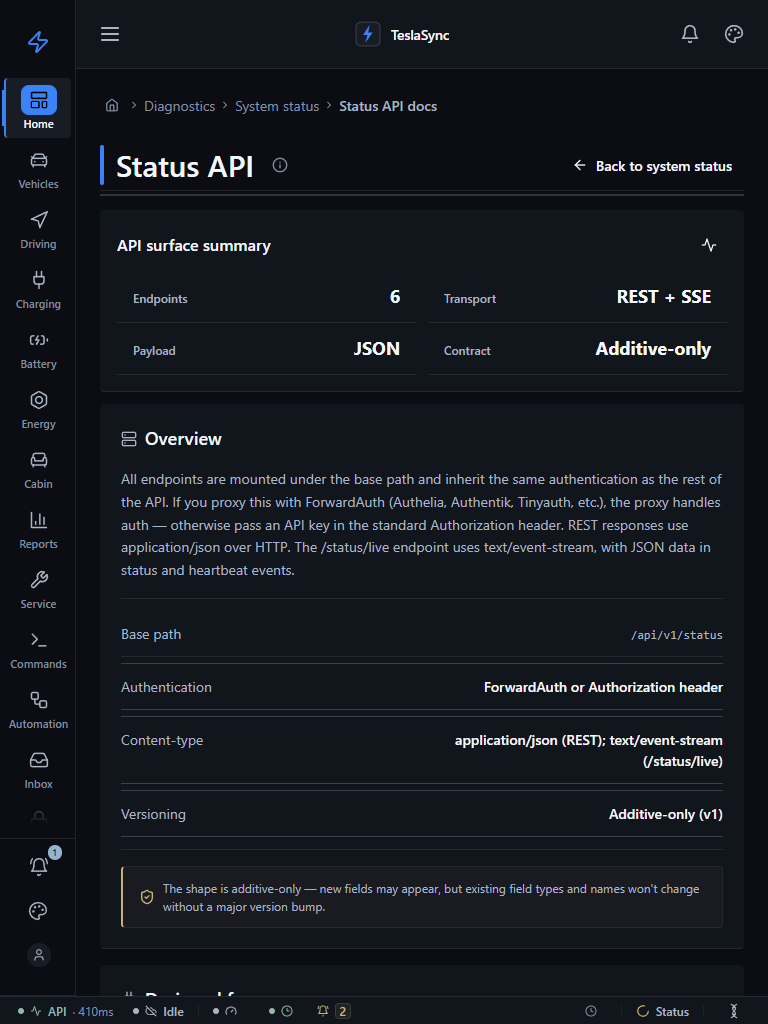 TeslaSync
Home
Vehicles
Driving
Charging
Battery
Energy
Cabin
Reports
Service
Commands
Automation
Inbox
1
Diagnostics
System status
Status API docs
Status API
Back to system status
API surface summary
Endpoints 6
Transport REST + SSE
Payload JSON
Contract Additive-only
Overview
All endpoints are mounted under the base path and inherit the same authentication as the rest of
the API. If you proxy this with ForwardAuth (Authelia, Authentik, Tinyauth, etc.), the proxy handles
auth — otherwise pass an API key in the standard Authorization header. REST responses use
application/json over HTTP. The /status/live endpoint uses text/event-stream, with JSON data in
status and heartbeat events.
Base path /api/v1/status
Authentication ForwardAuth or Authorization header
Content-type application/json (REST); text/event-stream
(/status/live)
Versioning Additive-only (v1)
The shape is additive-only — new fields may appear, but existing field types and names won't change
without a major version bump.
API · 410ms
Idle
2
Status